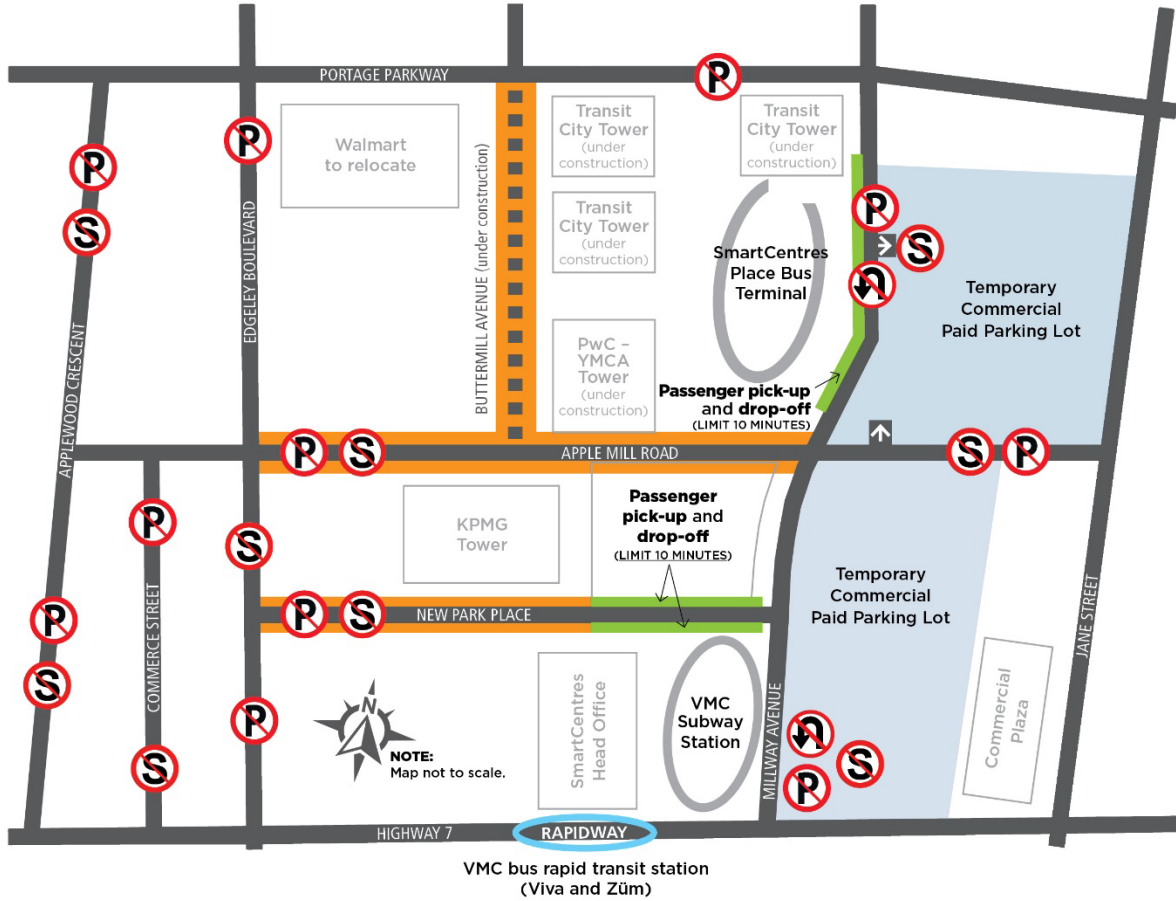 PORTAGE PARKWAY
P
P
Walmart
to relocate
Transit
City Tower
(under
construction)
Transit
City Tower
(under
construction)
P
S
APPLEWOOD CRESCENT
EDGELEY BOULEVARD
BUTTERMILL AVENUE (under construction)
Transit
City Tower
(under
construction)
SmartCentres
Place Bus
Terminal
P
S
Temporary
Commercial
Paid Parking Lot
PwC –
YMCA
Tower
(under
construction)
Passenger pick-up
and drop-off
(LIMIT 10 MINUTES)
P
S
APPLE MILL ROAD
S
P
P
S
COMMERCE STREET
KPMG
Tower
Passenger
pick-up and
drop-off
(LIMIT 10 MINUTES)
Temporary
Commercial
Paid Parking Lot
JANE STREET
P
S
P
S
NEW PARK PLACE
P
S
N
NOTE:
Map not to scale.
SmartCentres
Head Office
VMC
Subway
Station
MILLWAY AVENUE
P
S
Commercial
Plaza
HIGHWAY 7
RAPIDWAY
VMC bus rapid transit station
(Viva and Züm)